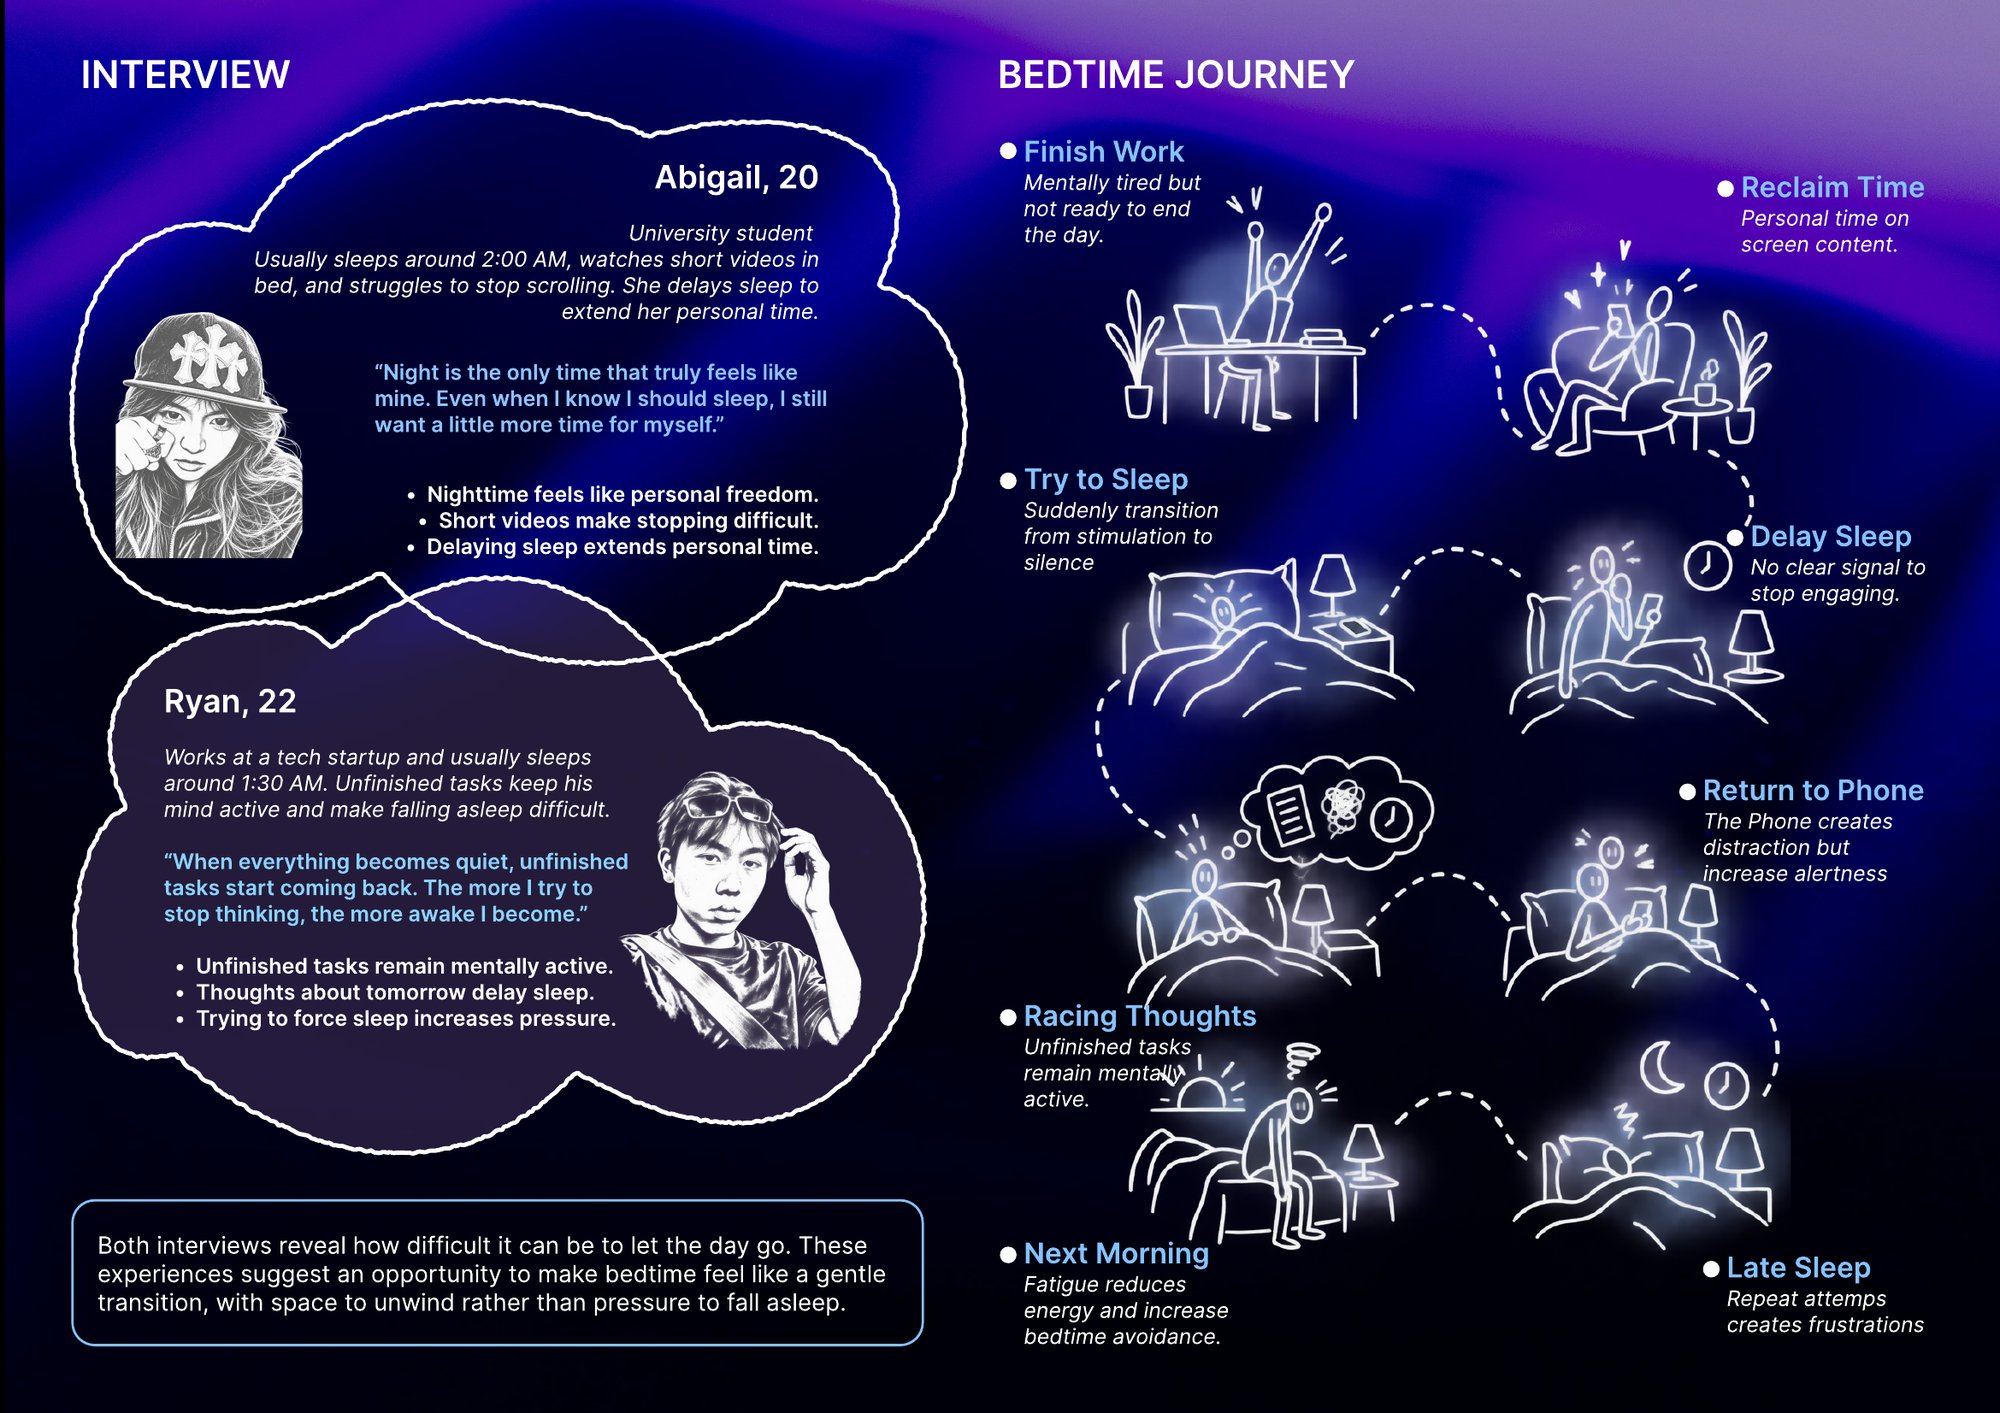 INTERVIEW
Abigail, 20
University student
Usually sleeps around 2:00 AM, watches short videos in
bed, and struggles to stop scrolling. She delays sleep to
extend her personal time.
“Night is the only time that truly feels like
mine. Even when I know I should sleep, I still
want a little more time for myself.”
• Nighttime feels like personal freedom.
• Short videos make stopping difficult.
• Delaying sleep extends personal time.
Ryan, 22
Works at a tech startup and usually sleeps
around 1:30 AM. Unfinished tasks keep his
mind active and make falling asleep difficult.
“When everything becomes quiet, unfinished
tasks start coming back. The more I try to
stop thinking, the more awake I become.”
• Unfinished tasks remain mentally active.
• Thoughts about tomorrow delay sleep.
• Trying to force sleep increases pressure.
Both interviews reveal how difficult it can be to let the day go. These
experiences suggest an opportunity to make bedtime feel like a gentle
transition, with space to unwind rather than pressure to fall asleep.
BEDTIME JOURNEY
Finish Work
Mentally tired but
not ready to end
the day.
Reclaim Time
Personal time on
screen content.
Delay Sleep
No clear signal to
stop engaging.
Try to Sleep
Suddenly transition
from stimulation to
silence
Racing Thoughts
Unfinished tasks
remain mentally
active.
Return to Phone
The Phone creates
distraction but
increase alertness
Late Sleep
Repeat attemps
creates frustrations
Next Morning
Fatigue reduces
energy and increase
bedtime avoidance.